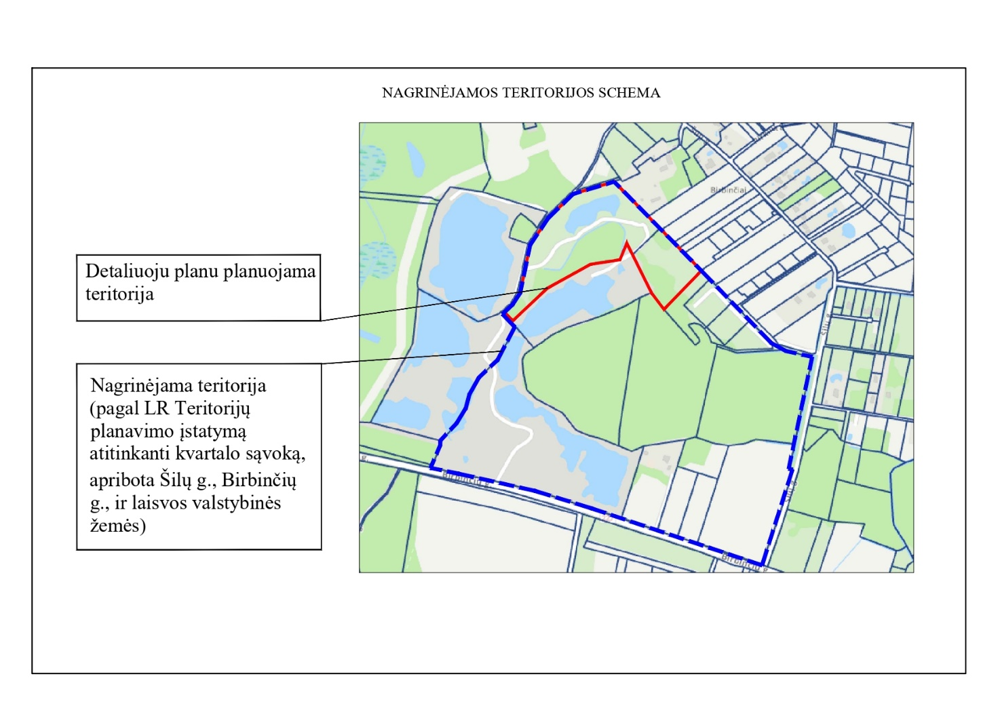 NAGRINĖJAMOS TERITORIJOS SCHEMA
Birbinčiai
Detaliuoju planu planuojama
teritorija
Šilų g.
Nagrinėjama teritorija
(pagal LR Teritorijų
planavimo įstatymą
atitinkanti kvartalo sąvoką,
apribota Šilų g., Birbinčių
g., ir laisvos valstybinės
žemės)
g.
Birbinčių g.
Šilų g.
Birbinčių g.